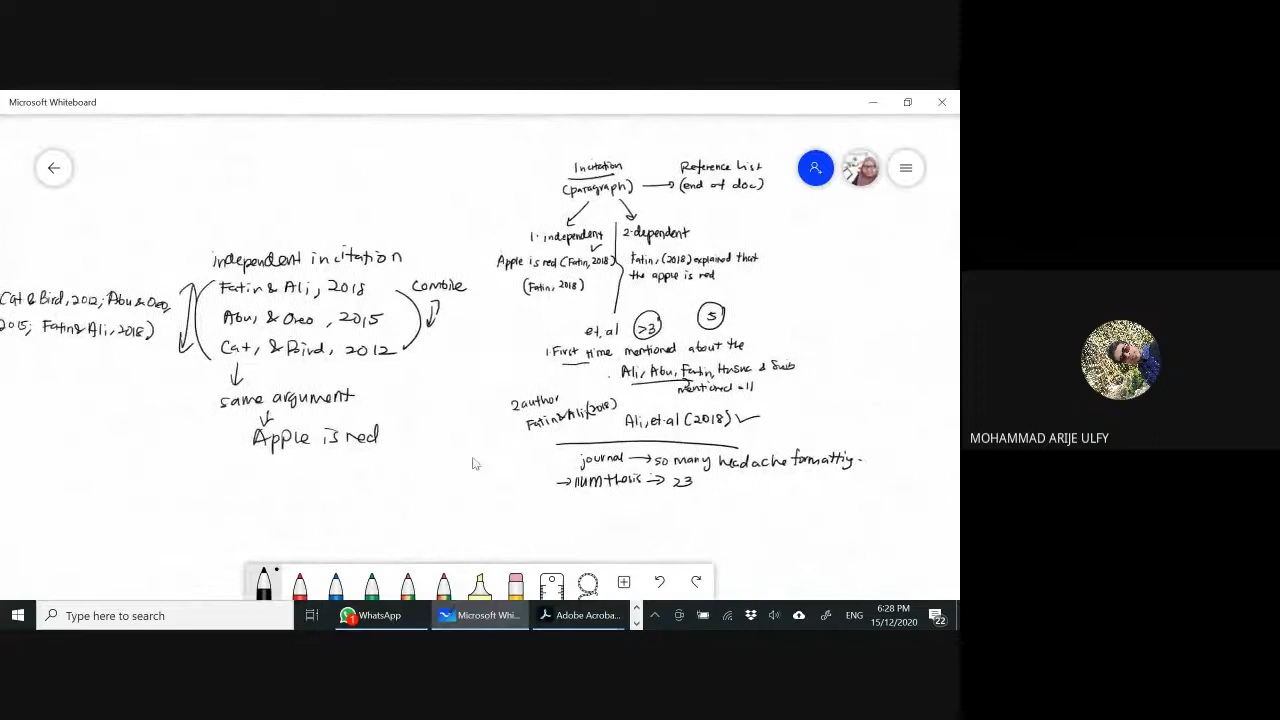 Microsoft Whiteboard
Incitation
(paragraph)
Reference List
(end of doc)
1. independent
Apple is red (Fatin, 2018)
(Fatin, 2018)
2. dependent
Fatin, (2018) explained that
the apple is red
et, al >3 5
1. First time mentioned about the
Ali, Abu, Fatin, Husna &
mentioned all
2 author
Fatin & Ali (2018)
Ali, et al (2018)
journal so many headache formatting.
thesis 23
independent incitation
Fatin & Ali, 2018
Abu, & Oreo, 2015
Cat, & Bird, 2012
combine
(Cat & Bird, 2012; Abu & Oreo,
2015; Fatin & Ali, 2018)
same argument
Apple is red
MOHAMMAD ARIJE ULFY
Type here to search
WhatsApp
1
Microsoft Whi...
Adobe Acroba...
ENG
6:28 PM
15/12/2020
22